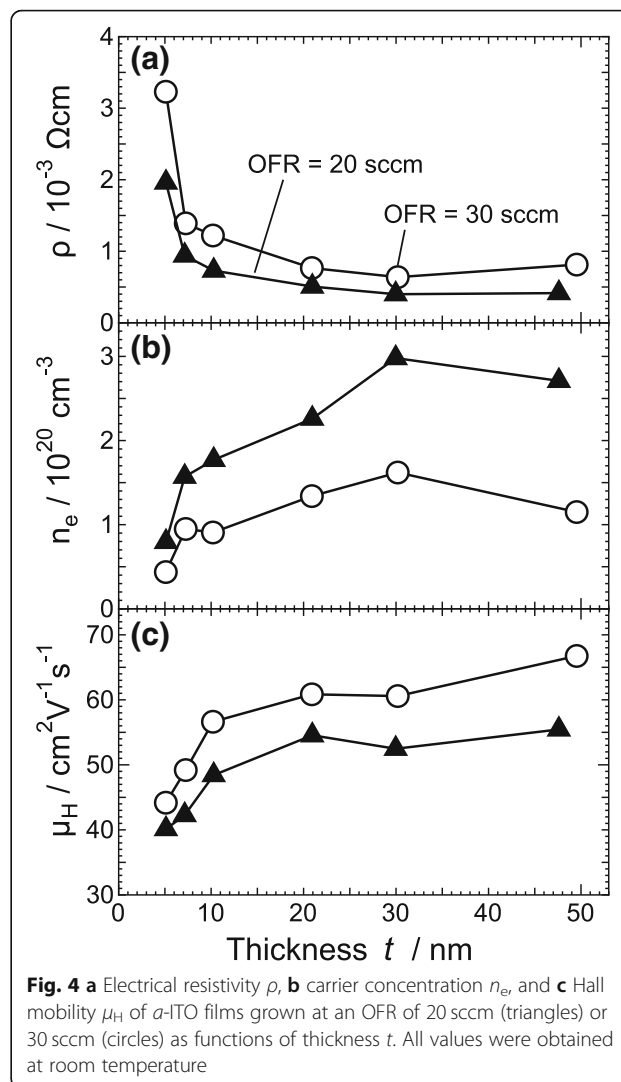 (a)
4
3
2
1
0
ρ / 10⁻³ Ωcm
OFR = 20 sccm
OFR = 30 sccm
(b)
3
2
1
0
nₑ / 10²⁰ cm⁻³
(c)
70
60
50
40
30
μ_H / cm²V⁻¹s⁻¹
0 10 20 30 40 50
Thickness t / nm
Fig. 4 a Electrical resistivity ρ, b carrier concentration nₑ, and c Hall
mobility μ_H of a-ITO films grown at an OFR of 20 sccm (triangles) or
30 sccm (circles) as functions of thickness t. All values were obtained
at room temperature